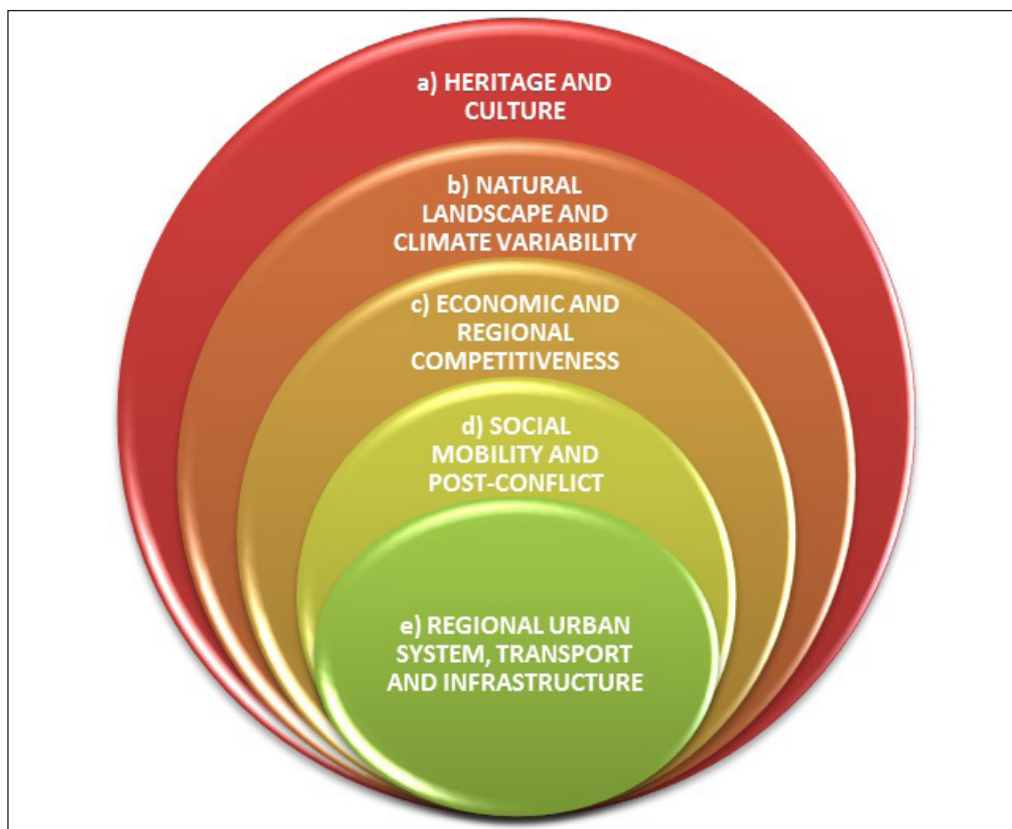 a) HERITAGE AND
CULTURE
b) NATURAL
LANDSCAPE AND
CLIMATE VARIABILITY
c) ECONOMIC AND
REGIONAL
COMPETITIVENESS
d) SOCIAL
MOBILITY AND
POST-CONFLICT
e) REGIONAL URBAN
SYSTEM, TRANSPORT
AND INFRASTRUCTURE